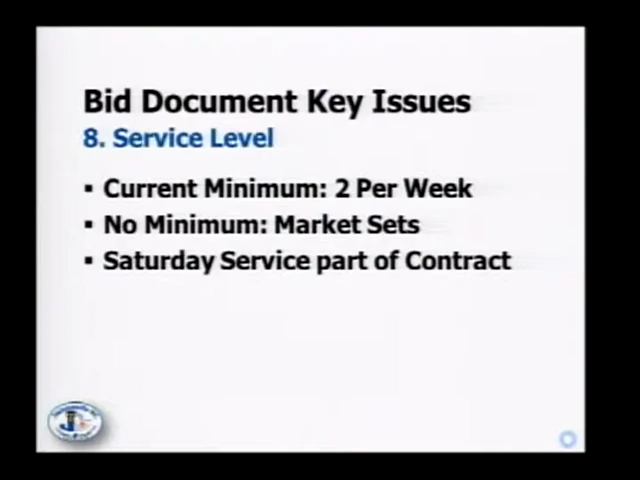 Bid Document Key Issues
8. Service Level
▪ Current Minimum: 2 Per Week
▪ No Minimum: Market Sets
▪ Saturday Service part of Contract